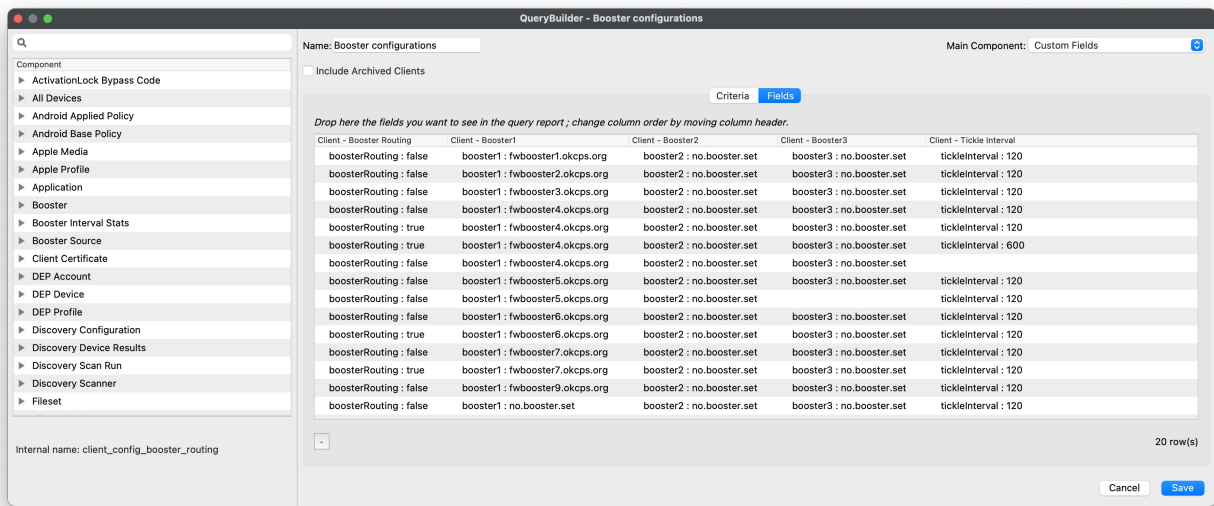 QueryBuilder - Booster configurations
Name: Booster configurations
Main Component: Custom Fields
Include Archived Clients
Component
ActivationLock Bypass Code
All Devices
Android Applied Policy
Android Base Policy
Apple Media
Apple Profile
Application
Booster
Booster Interval Stats
Booster Source
Client Certificate
DEP Account
DEP Device
DEP Profile
Discovery Configuration
Discovery Device Results
Discovery Scan Run
Discovery Scanner
Fileset
Internal name: client_config_booster_routing
Criteria Fields
Drop here the fields you want to see in the query report ; change column order by moving column header.
Client - Booster Routing Client - Booster1 Client - Booster2 Client - Booster3 Client - Tickle Interval
boosterRouting : false booster1 : fwbooster1.okcps.org booster2 : no.booster.set booster3 : no.booster.set tickleInterval : 120
boosterRouting : false booster1 : fwbooster2.okcps.org booster2 : no.booster.set booster3 : no.booster.set tickleInterval : 120
boosterRouting : false booster1 : fwbooster3.okcps.org booster2 : no.booster.set booster3 : no.booster.set tickleInterval : 120
boosterRouting : false booster1 : fwbooster4.okcps.org booster2 : no.booster.set booster3 : no.booster.set tickleInterval : 120
boosterRouting : true booster1 : fwbooster4.okcps.org booster2 : no.booster.set booster3 : no.booster.set tickleInterval : 120
boosterRouting : true booster1 : fwbooster4.okcps.org booster2 : no.booster.set booster3 : no.booster.set tickleInterval : 600
boosterRouting : false booster1 : fwbooster4.okcps.org booster2 : no.booster.set booster3 : no.booster.set
boosterRouting : false booster1 : fwbooster5.okcps.org booster2 : no.booster.set booster3 : no.booster.set tickleInterval : 120
boosterRouting : false booster1 : fwbooster5.okcps.org booster2 : no.booster.set tickleInterval : 120
boosterRouting : false booster1 : fwbooster6.okcps.org booster2 : no.booster.set booster3 : no.booster.set tickleInterval : 120
boosterRouting : true booster1 : fwbooster6.okcps.org booster2 : no.booster.set booster3 : no.booster.set tickleInterval : 120
boosterRouting : false booster1 : fwbooster7.okcps.org booster2 : no.booster.set booster3 : no.booster.set tickleInterval : 120
boosterRouting : true booster1 : fwbooster7.okcps.org booster2 : no.booster.set booster3 : no.booster.set tickleInterval : 120
boosterRouting : false booster1 : fwbooster9.okcps.org booster2 : no.booster.set booster3 : no.booster.set tickleInterval : 120
boosterRouting : false booster1 : no.booster.set booster2 : no.booster.set booster3 : no.booster.set tickleInterval : 120
- 20 row(s)
Cancel Save